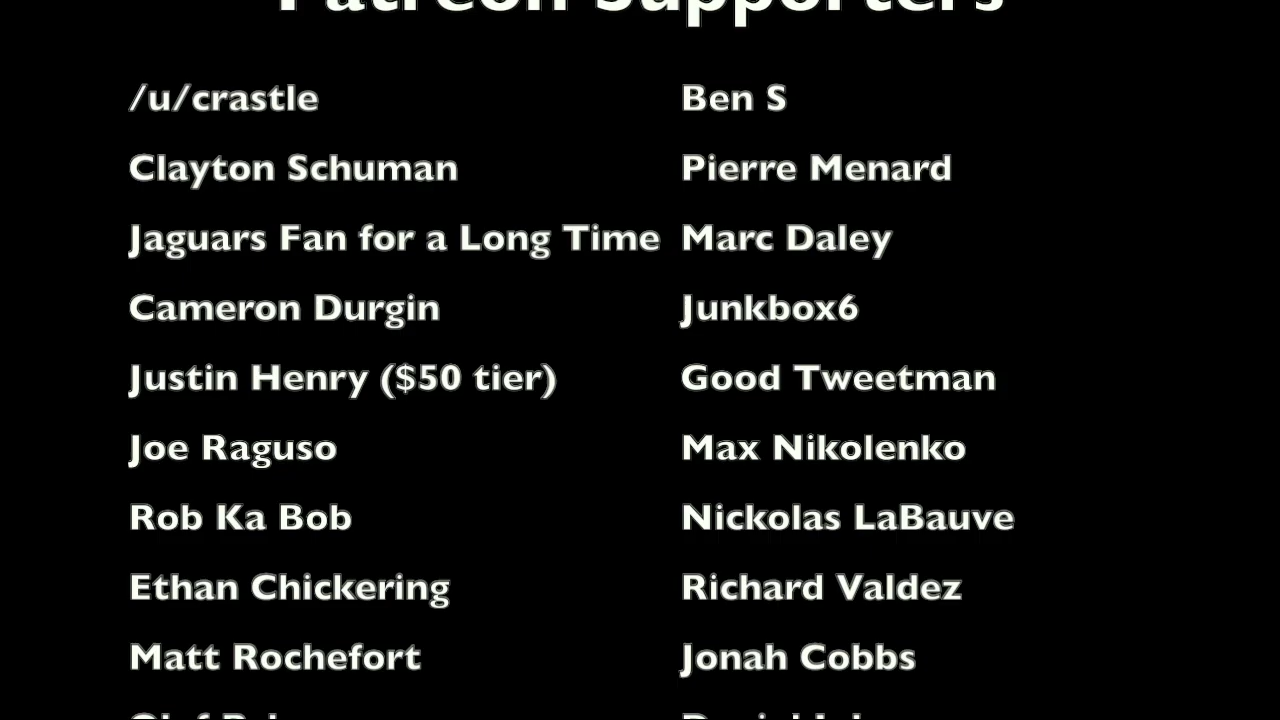 Patreon Supporters
/u/crastle
Ben S
Clayton Schuman
Pierre Menard
Jaguars Fan for a Long Time
Marc Daley
Cameron Durgin
Junkbox6
Justin Henry ($50 tier)
Good Tweetman
Joe Raguso
Max Nikolenko
Rob Ka Bob
Nickolas LaBauve
Ethan Chickering
Richard Valdez
Matt Rochefort
Jonah Cobbs